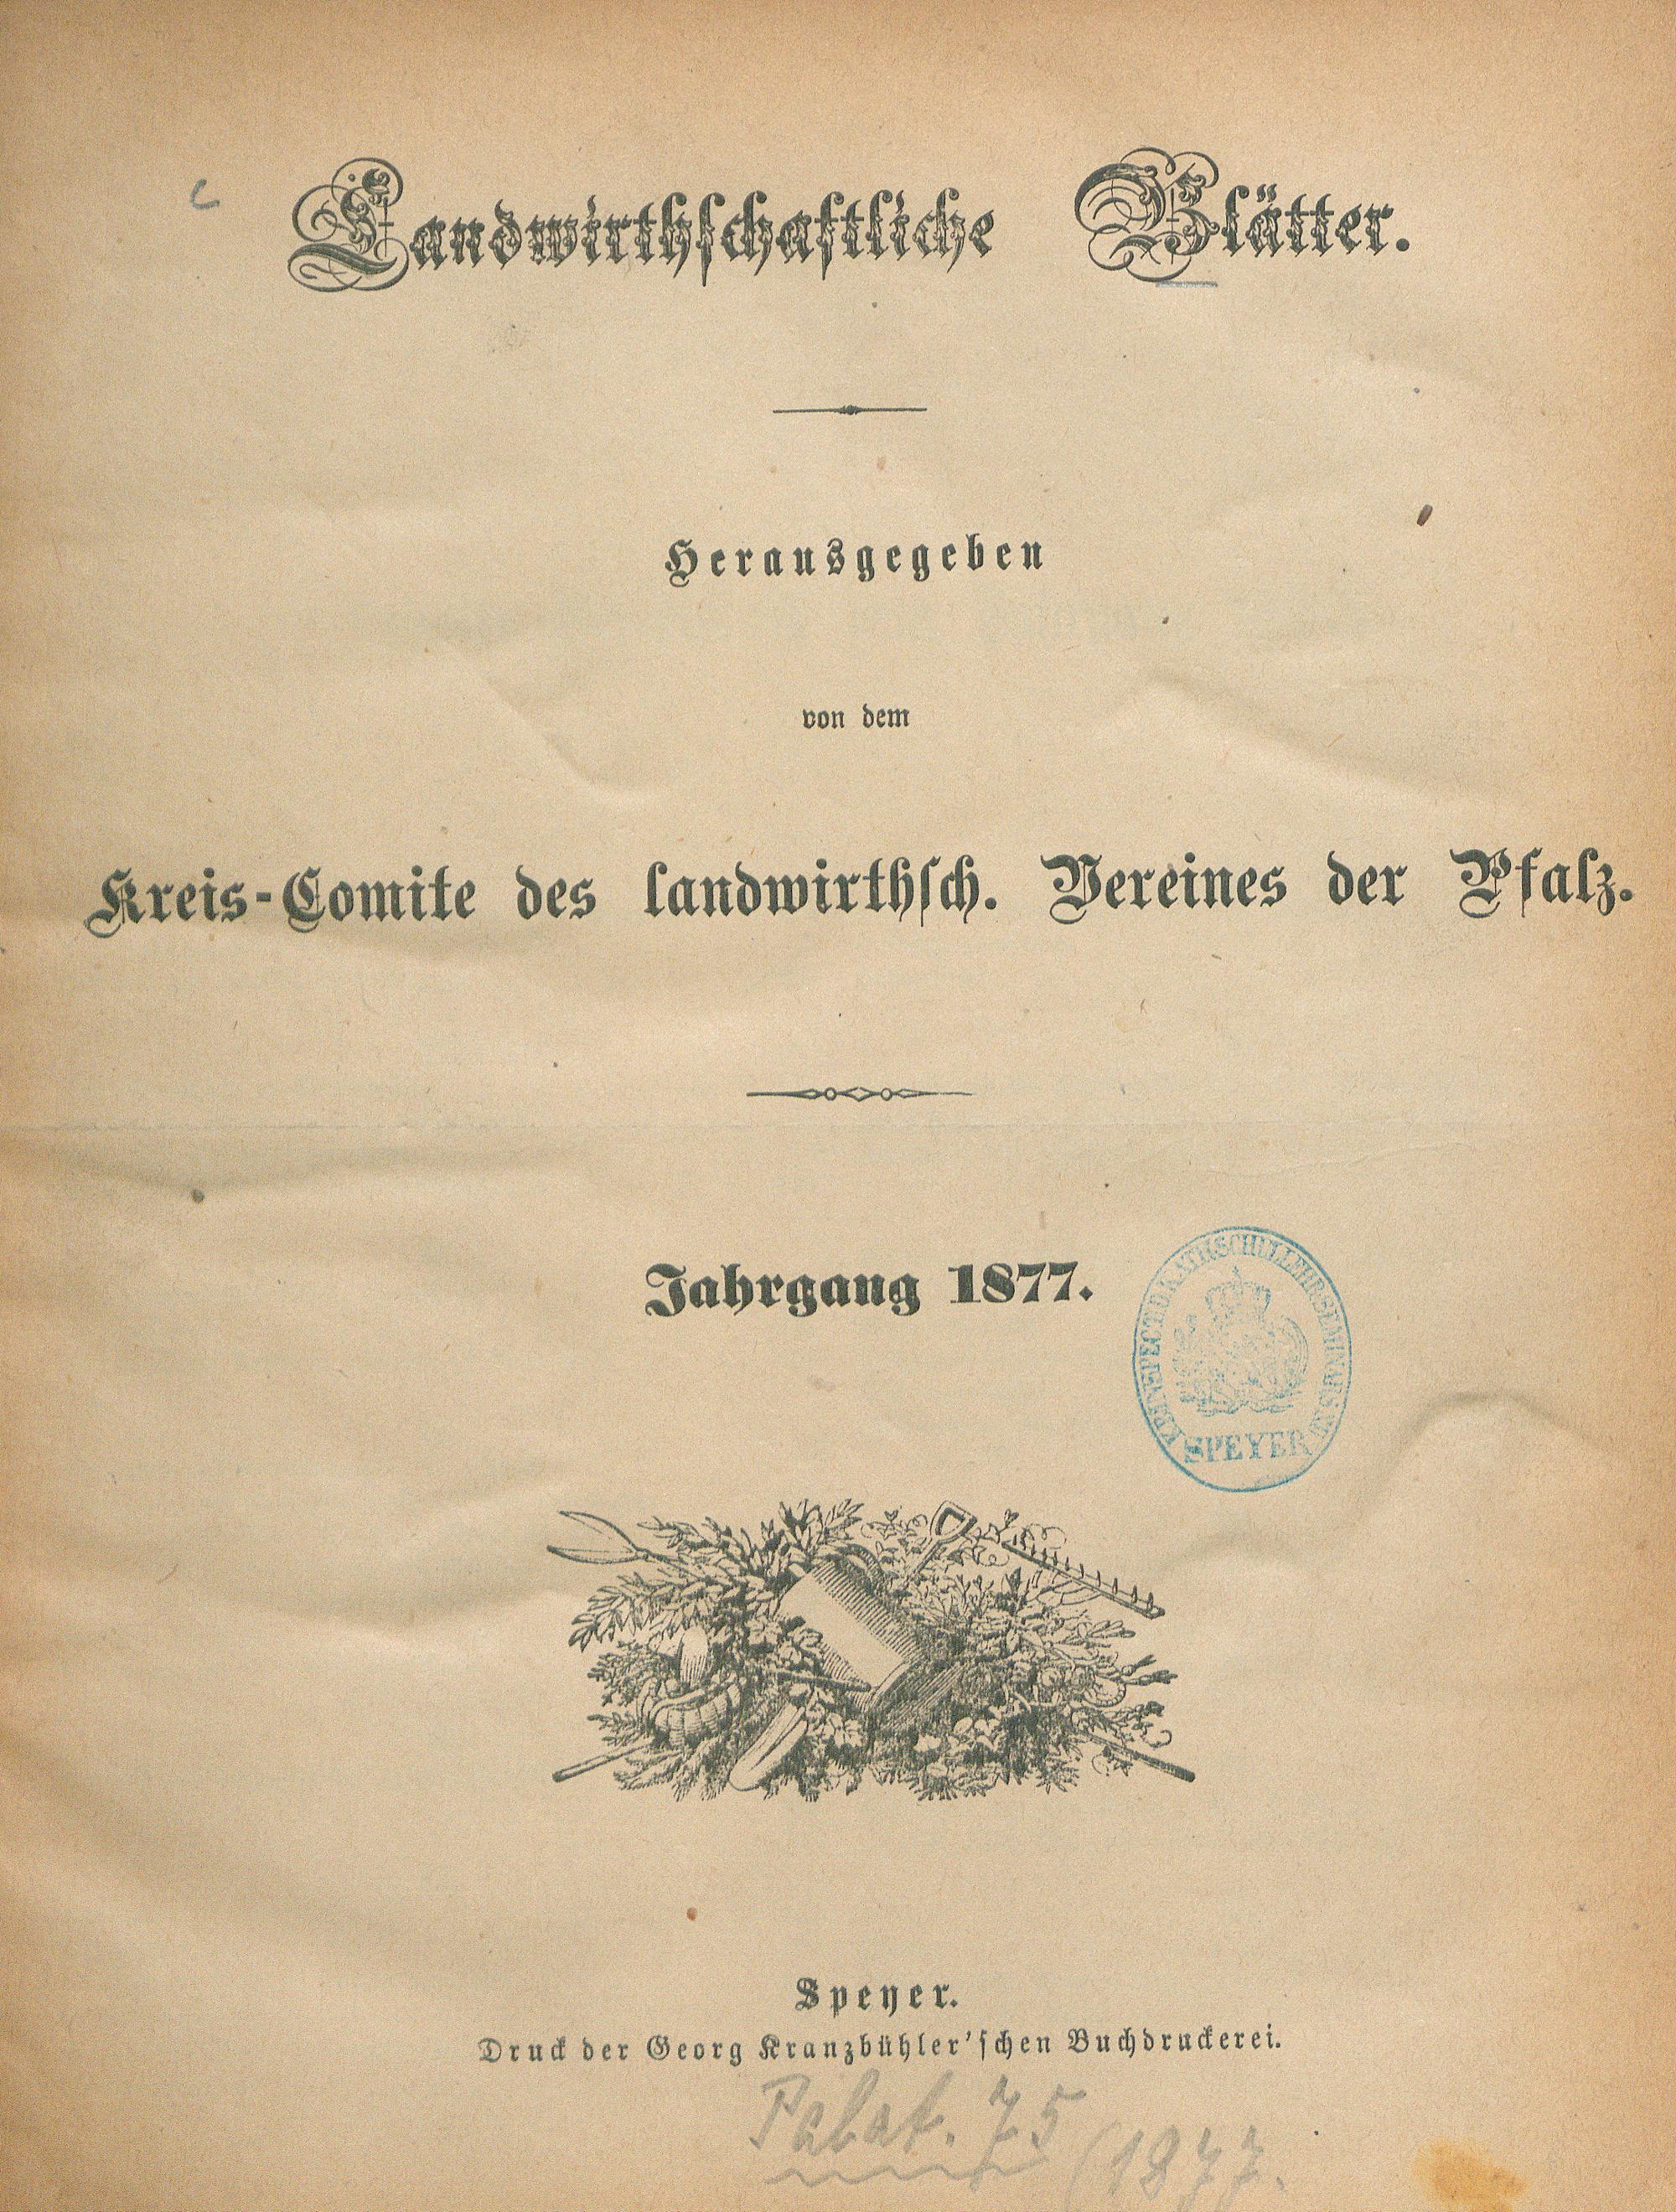 Landwirthschaftliche Blätter.
Herausgegeben
von dem
Kreis-Comite des landwirthsch. Vereines der Pfalz.
Jahrgang 1877.
SPEYER
Speyer.
Druck der Georg Kranzbühler'schen Buchdruckerei.
Palat. 75
(1877.